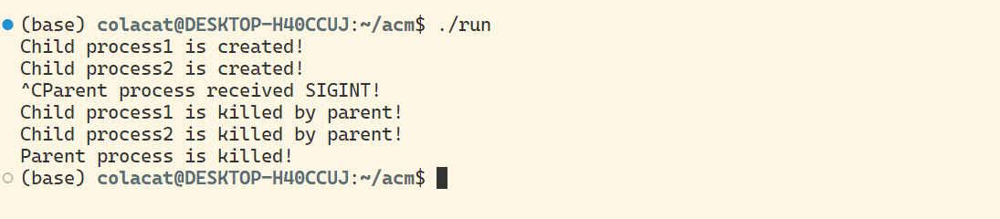 (base) colacat@DESKTOP-H40CCUJ:~/acm$ ./run
Child process1 is created!
Child process2 is created!
^CParent process received SIGINT!
Child process1 is killed by parent!
Child process2 is killed by parent!
Parent process is killed!
(base) colacat@DESKTOP-H40CCUJ:~/acm$